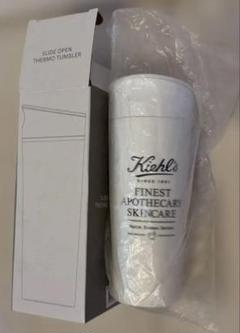 SLIDE OPEN
THERMO TUMBLER
Kiehl's
SINCE 1851
FINEST
APOTHECARY
SKINCARE